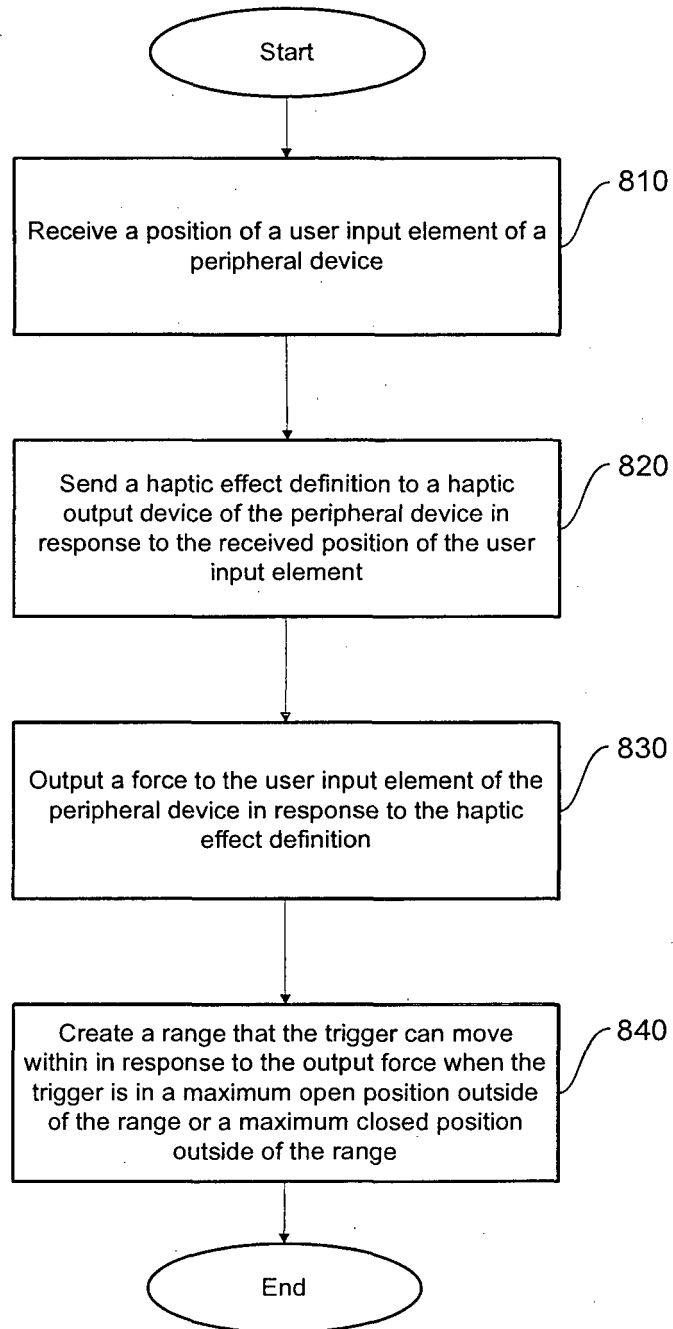 Start
810
Receive a position of a user input element of a
peripheral device
820
Send a haptic effect definition to a haptic
output device of the peripheral device in
response to the received position of the user
input element
830
Output a force to the user input element of the
peripheral device in response to the haptic
effect definition
840
Create a range that the trigger can move
within in response to the output force when the
trigger is in a maximum open position outside
of the range or a maximum closed position
outside of the range
End